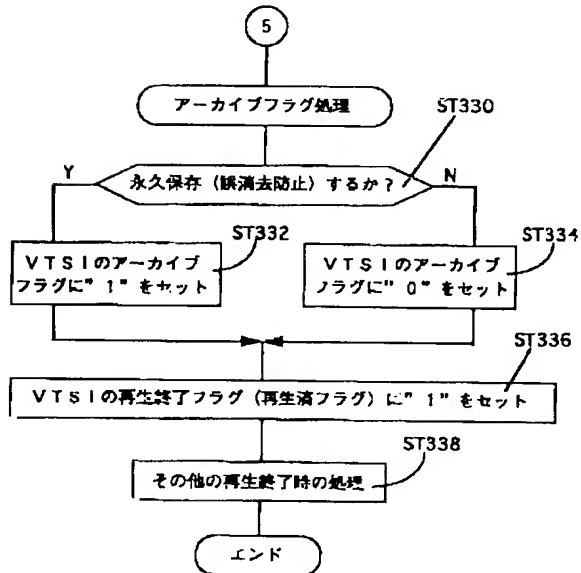 5
アーカイブフラグ処理
ST330
永久保存（誤消去防止）するか？
Y
N
ST332
VTSIのアーカイブ
フラグに"1"をセット
ST334
VTSIのアーカイブ
フラグに"0"をセット
ST336
VTSIの再生終了フラグ（再生済フラグ）に"1"をセット
ST338
その他の再生終了時の処理
エンド